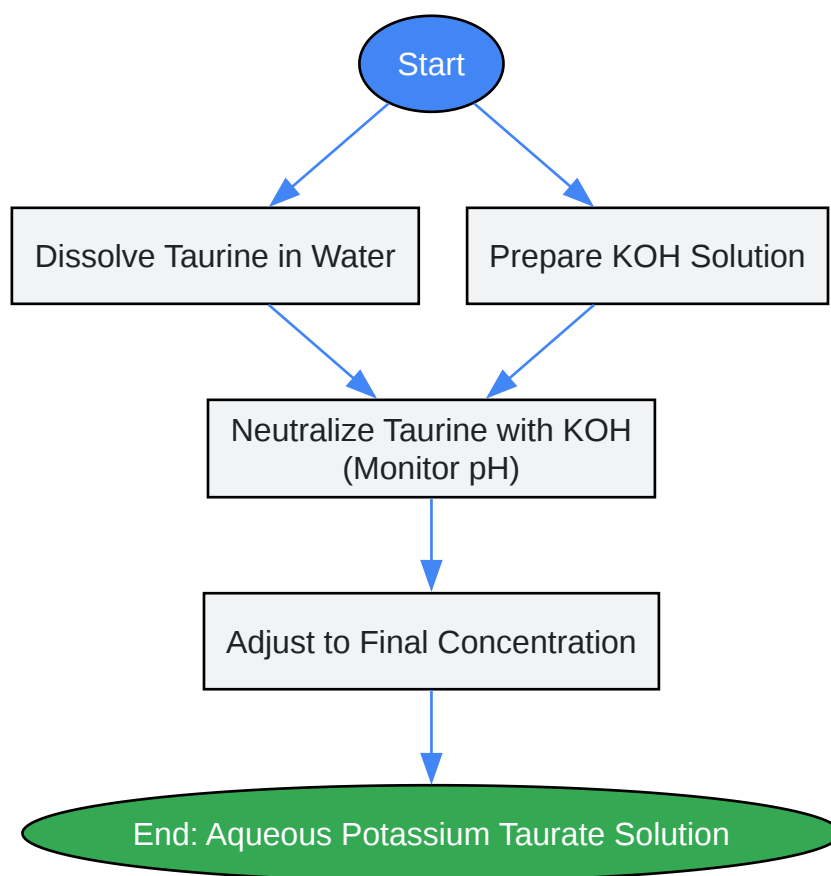 Start
Dissolve Taurine in Water
Prepare KOH Solution
Neutralize Taurine with KOH
(Monitor pH)
Adjust to Final Concentration
End: Aqueous Potassium Taurate Solution